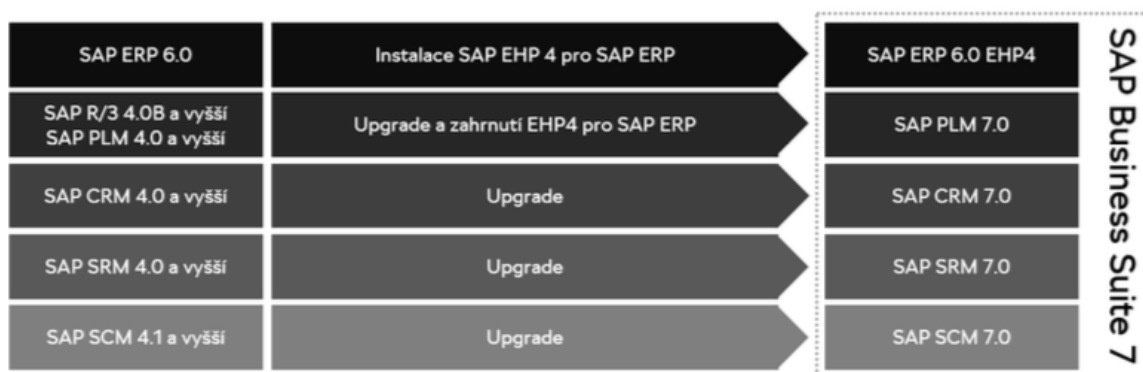 SAP ERP 6.0
Instalace SAP EHP 4 pro SAP ERP
SAP ERP 6.0 EHP4
SAP R/3 4.0B a vyšší
SAP PLM 4.0 a vyšší
Upgrade a zahrnutí EHP4 pro SAP ERP
SAP PLM 7.0
SAP CRM 4.0 a vyšší
Upgrade
SAP CRM 7.0
SAP SRM 4.0 a vyšší
Upgrade
SAP SRM 7.0
SAP SCM 4.1 a vyšší
Upgrade
SAP SCM 7.0
SAP Business Suite 7